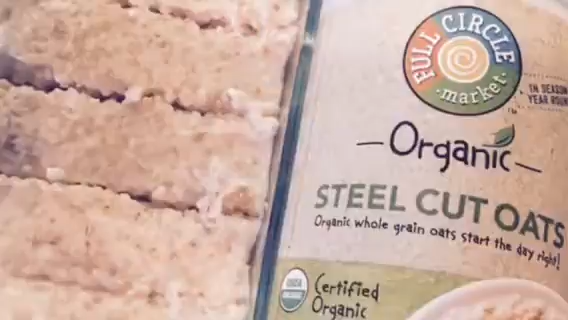 FULL CIRCLE
market
IN SEASON
YEAR ROUND
Organic
STEEL CUT OATS
Organic whole grain oats start the day right!
USDA
Certified
Organic